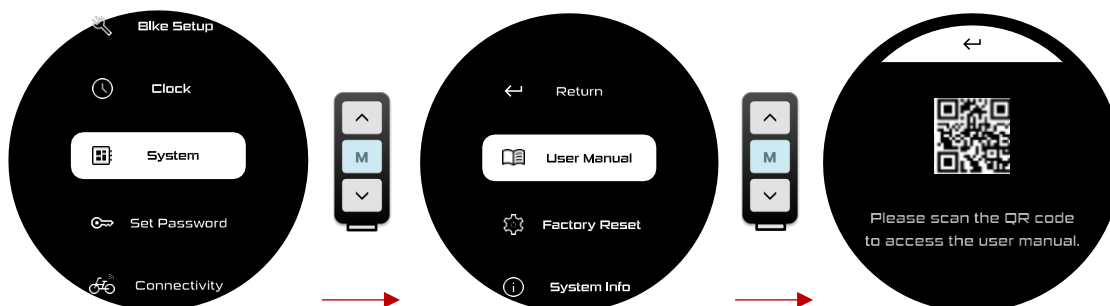 Bike Setup
Clock
System
Set Password
Connectivity
M
Return
User Manual
Factory Reset
System Info
M
Please scan the QR code
to access the user manual.